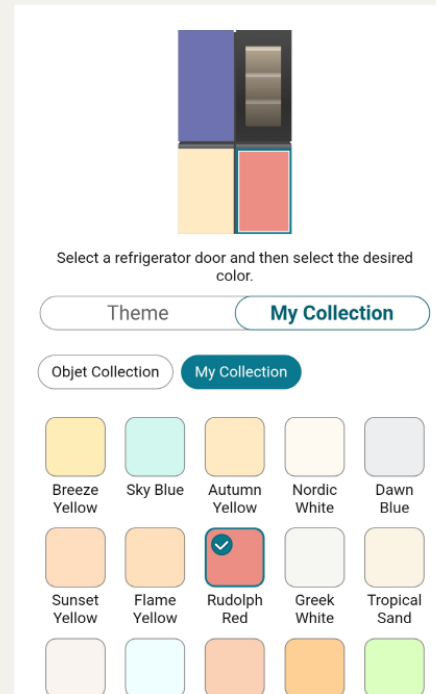 Select a refrigerator door and then select the desired
color.
Theme
My Collection
Objet Collection
My Collection
Breeze
Yellow
Sky Blue
Autumn
Yellow
Nordic
White
Dawn
Blue
Sunset
Yellow
Flame
Yellow
Rudolph
Red
Greek
White
Tropical
Sand